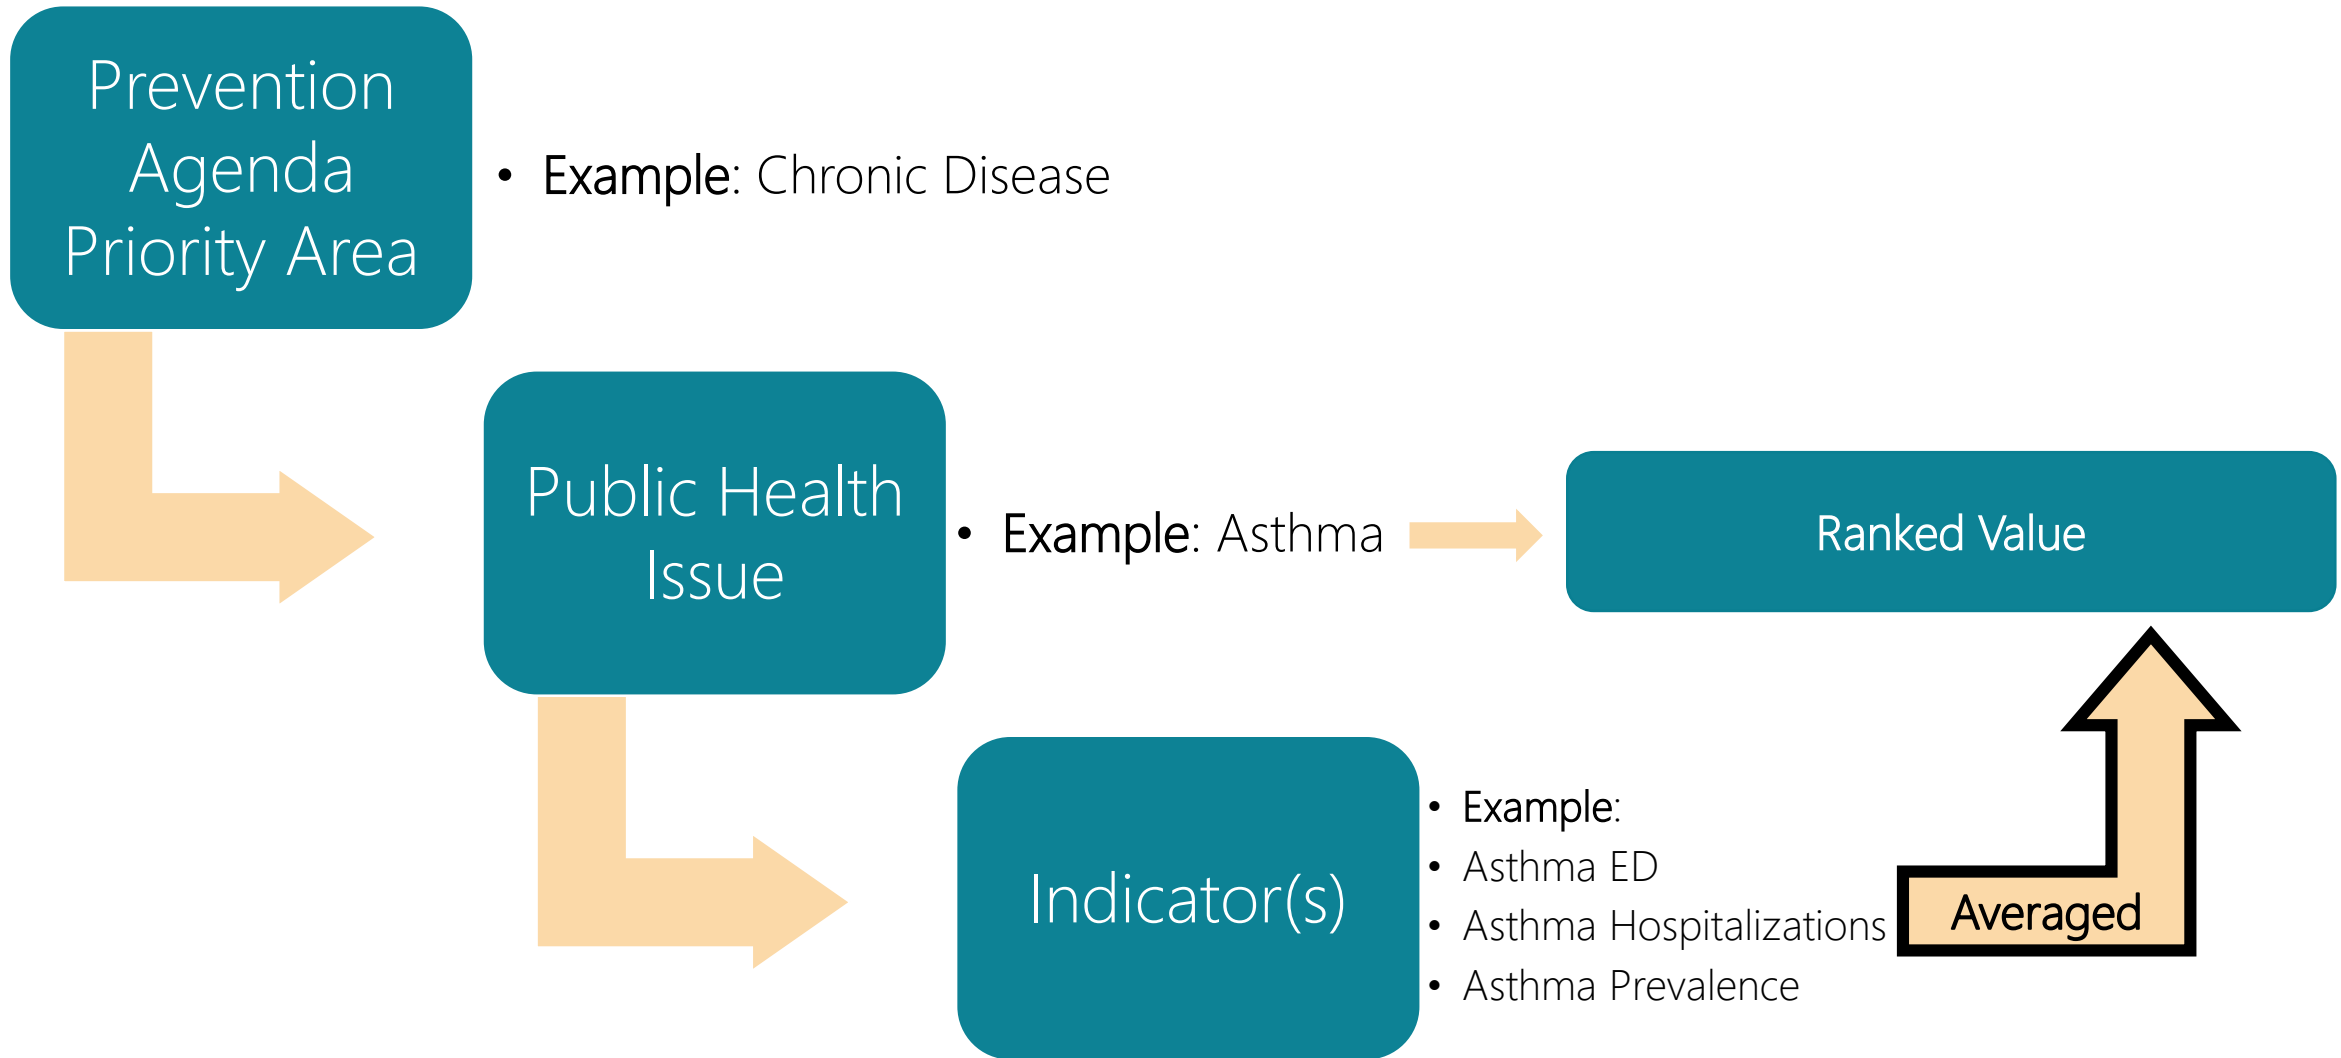 Prevention
Agenda
Priority Area
• Example: Chronic Disease
Public Health
Issue
• Example: Asthma
Ranked Value
Indicator(s)
• Example:
• Asthma ED
• Asthma Hospitalizations
• Asthma Prevalence
Averaged